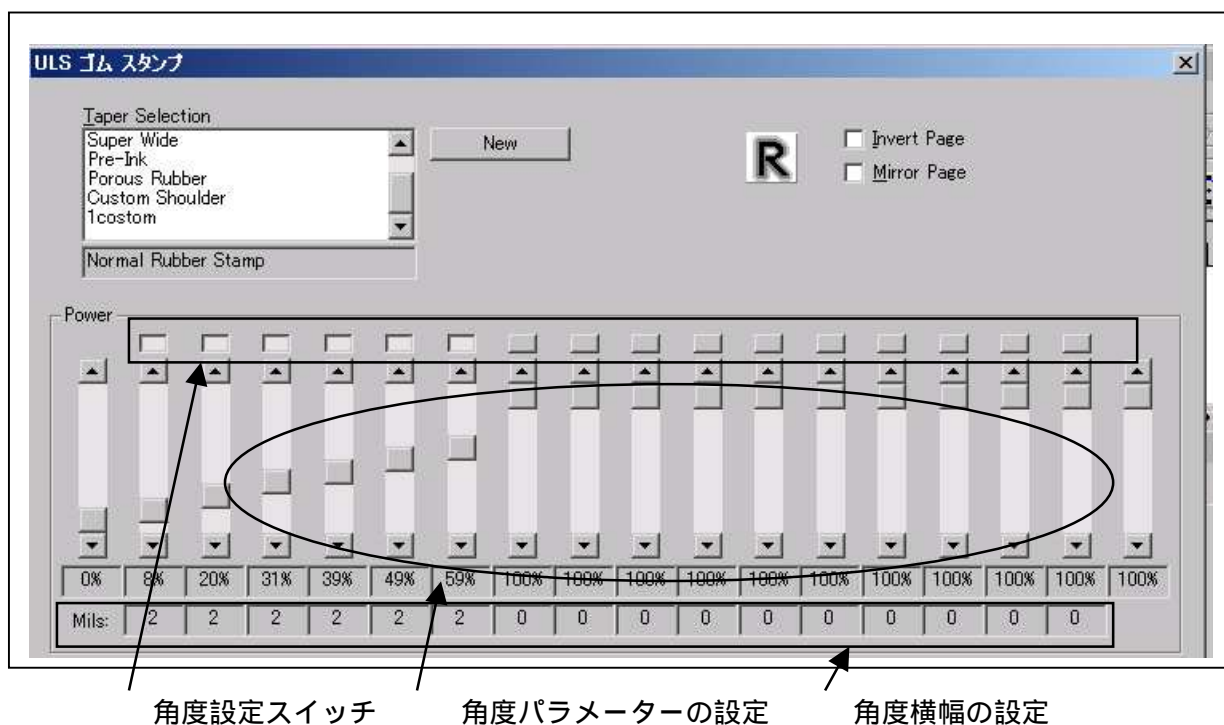 ULS ゴム スタンプ
Taper Selection
Super Wide
Pre-Ink
Porous Rubber
Custom Shoulder
1costom
Normal Rubber Stamp
New
R
Invert Page
Mirror Page
Power
0% 8% 20% 31% 39% 49% 59% 100% 100% 100% 100% 100% 100% 100% 100% 100% 100% 100%
Mils: 2 2 2 2 2 2 0 0 0 0 0 0 0 0 0 0
角度設定スイッチ 角度パラメーターの設定 角度横幅の設定